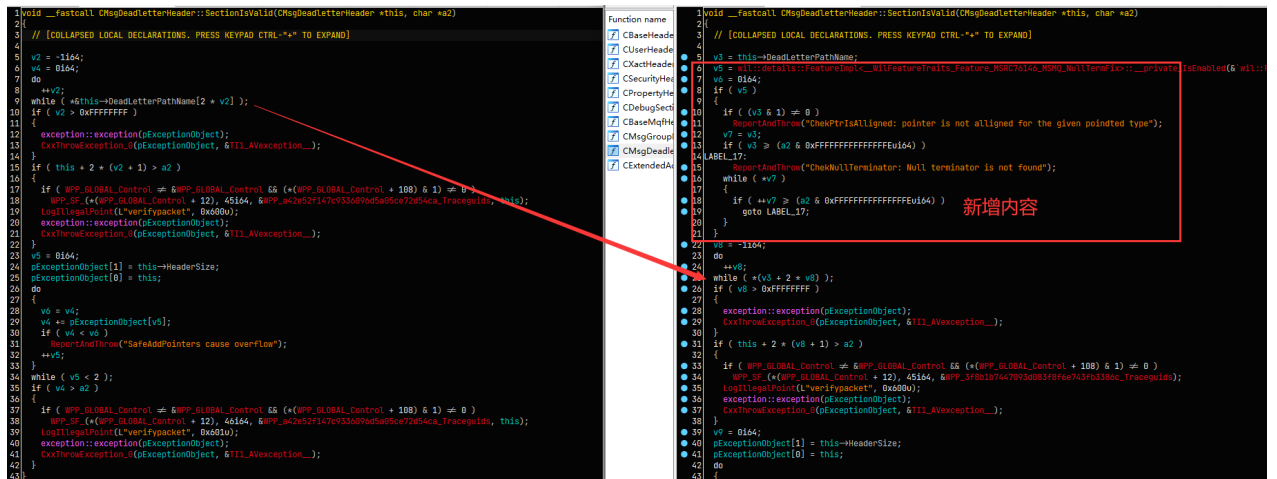 1 void __fastcall CMsgDeadletterHeader::SectionIsValid(CMsgDeadletterHeader *this, char *a2)
2 {
3 // [COLLAPSED LOCAL DECLARATIONS. PRESS KEYPAD CTRL-"+" TO EXPAND]
4
5 v2 = -1i64;
6 v4 = 0i64;
7 do
8 ++v2;
9 while ( *&this→DeadLetterPathName[2 * v2] );
10 if ( v2 > 0xFFFFFFFF )
11 {
12 exception::exception(pExceptionObject);
13 CxxThrowException_0(pExceptionObject, &TI1_AVexception__);
14 }
15 if ( this + 2 * (v2 + 1) > a2 )
16 {
17 if ( WPP_GLOBAL_Control ≠ &WPP_GLOBAL_Control && (*(WPP_GLOBAL_Control + 108) & 1) ≠ 0 )
18 WPP_SF_(*(WPP_GLOBAL_Control + 12), 45i64, &WPP_a42e52f147c9336096d5a05ce72d54ca_Traceguids, this);
19 LogIllegalPoint(L"verifypacket", 0x600u);
20 exception::exception(pExceptionObject);
21 CxxThrowException_0(pExceptionObject, &TI1_AVexception__);
22 }
23 v5 = 0i64;
24 pExceptionObject[1] = this→HeaderSize;
25 pExceptionObject[0] = this;
26 do
27 {
28 v6 = v4;
29 v4 += pExceptionObject[v5];
30 if ( v4 < v6 )
31 ReportAndThrow("SafeAddPointers cause overflow");
32 ++v5;
33 }
34 while ( v5 < 2 );
35 if ( v4 > a2 )
36 {
37 if ( WPP_GLOBAL_Control ≠ &WPP_GLOBAL_Control && (*(WPP_GLOBAL_Control + 108) & 1) ≠ 0 )
38 WPP_SF_(*(WPP_GLOBAL_Control + 12), 46i64, &WPP_a42e52f147c9336096d5a05ce72d54ca_Traceguids, this);
39 LogIllegalPoint(L"verifypacket", 0x601u);
40 exception::exception(pExceptionObject);
41 CxxThrowException_0(pExceptionObject, &TI1_AVexception__);
42 }
43 }
Function name
CBaseHeade
CUserHeade
CXactHeader
CSecurityHea
CPropertyHe
CDebugSecti
CBaseMqfHe
CMsgGroupI
CMsgDeadle
CExtendedAd
1 void __fastcall CMsgDeadletterHeader::SectionIsValid(CMsgDeadletterHeader *this, char *a2)
2 {
3 // [COLLAPSED LOCAL DECLARATIONS. PRESS KEYPAD CTRL-"+" TO EXPAND]
4
5 v3 = this→DeadLetterPathName;
6 v5 = wil::details::FeatureImpl<__WilFeatureTraits_Feature_MSRC76146_MSMQ_NullTermFix>::__private_IsEnabled(&`wil::F
7 v6 = 0i64;
8 if ( v5 )
9 {
10 if ( (v3 & 1) ≠ 0 )
11 ReportAndThrow("ChekPtrIsAlligned: pointer is not alligned for the given poindted type");
12 v7 = v3;
13 if ( v3 ≥ (a2 & 0xFFFFFFFFFFFFFFFEui64) )
14 LABEL_17:
15 ReportAndThrow("ChekNullTerminator: Null terminator is not found");
16 while ( *v7 )
17 {
18 if ( ++v7 ≥ (a2 & 0xFFFFFFFFFFFFFFFEui64) )
19 goto LABEL_17;
20 }
21 }
新增内容
22 v8 = -1i64;
23 do
24 ++v8;
25 while ( *(v3 + 2 * v8) );
26 if ( v8 > 0xFFFFFFFF )
27 {
28 exception::exception(pExceptionObject);
29 CxxThrowException_0(pExceptionObject, &TI1_AVexception__);
30 }
31 if ( this + 2 * (v8 + 1) > a2 )
32 {
33 if ( WPP_GLOBAL_Control ≠ &WPP_GLOBAL_Control && (*(WPP_GLOBAL_Control + 108) & 1) ≠ 0 )
34 WPP_SF_(*(WPP_GLOBAL_Control + 12), 45i64,
35 LogIllegalPoint(L"verifypacket", 0x600u);
36 exception::exception(pExceptionObject);
37 CxxThrowException_0(pExceptionObject, &TI1_AVexception__);
38 }
39 v9 = 0i64;
40 pExceptionObject[1] = this→HeaderSize;
41 pExceptionObject[0] = this;
42 do
43 {